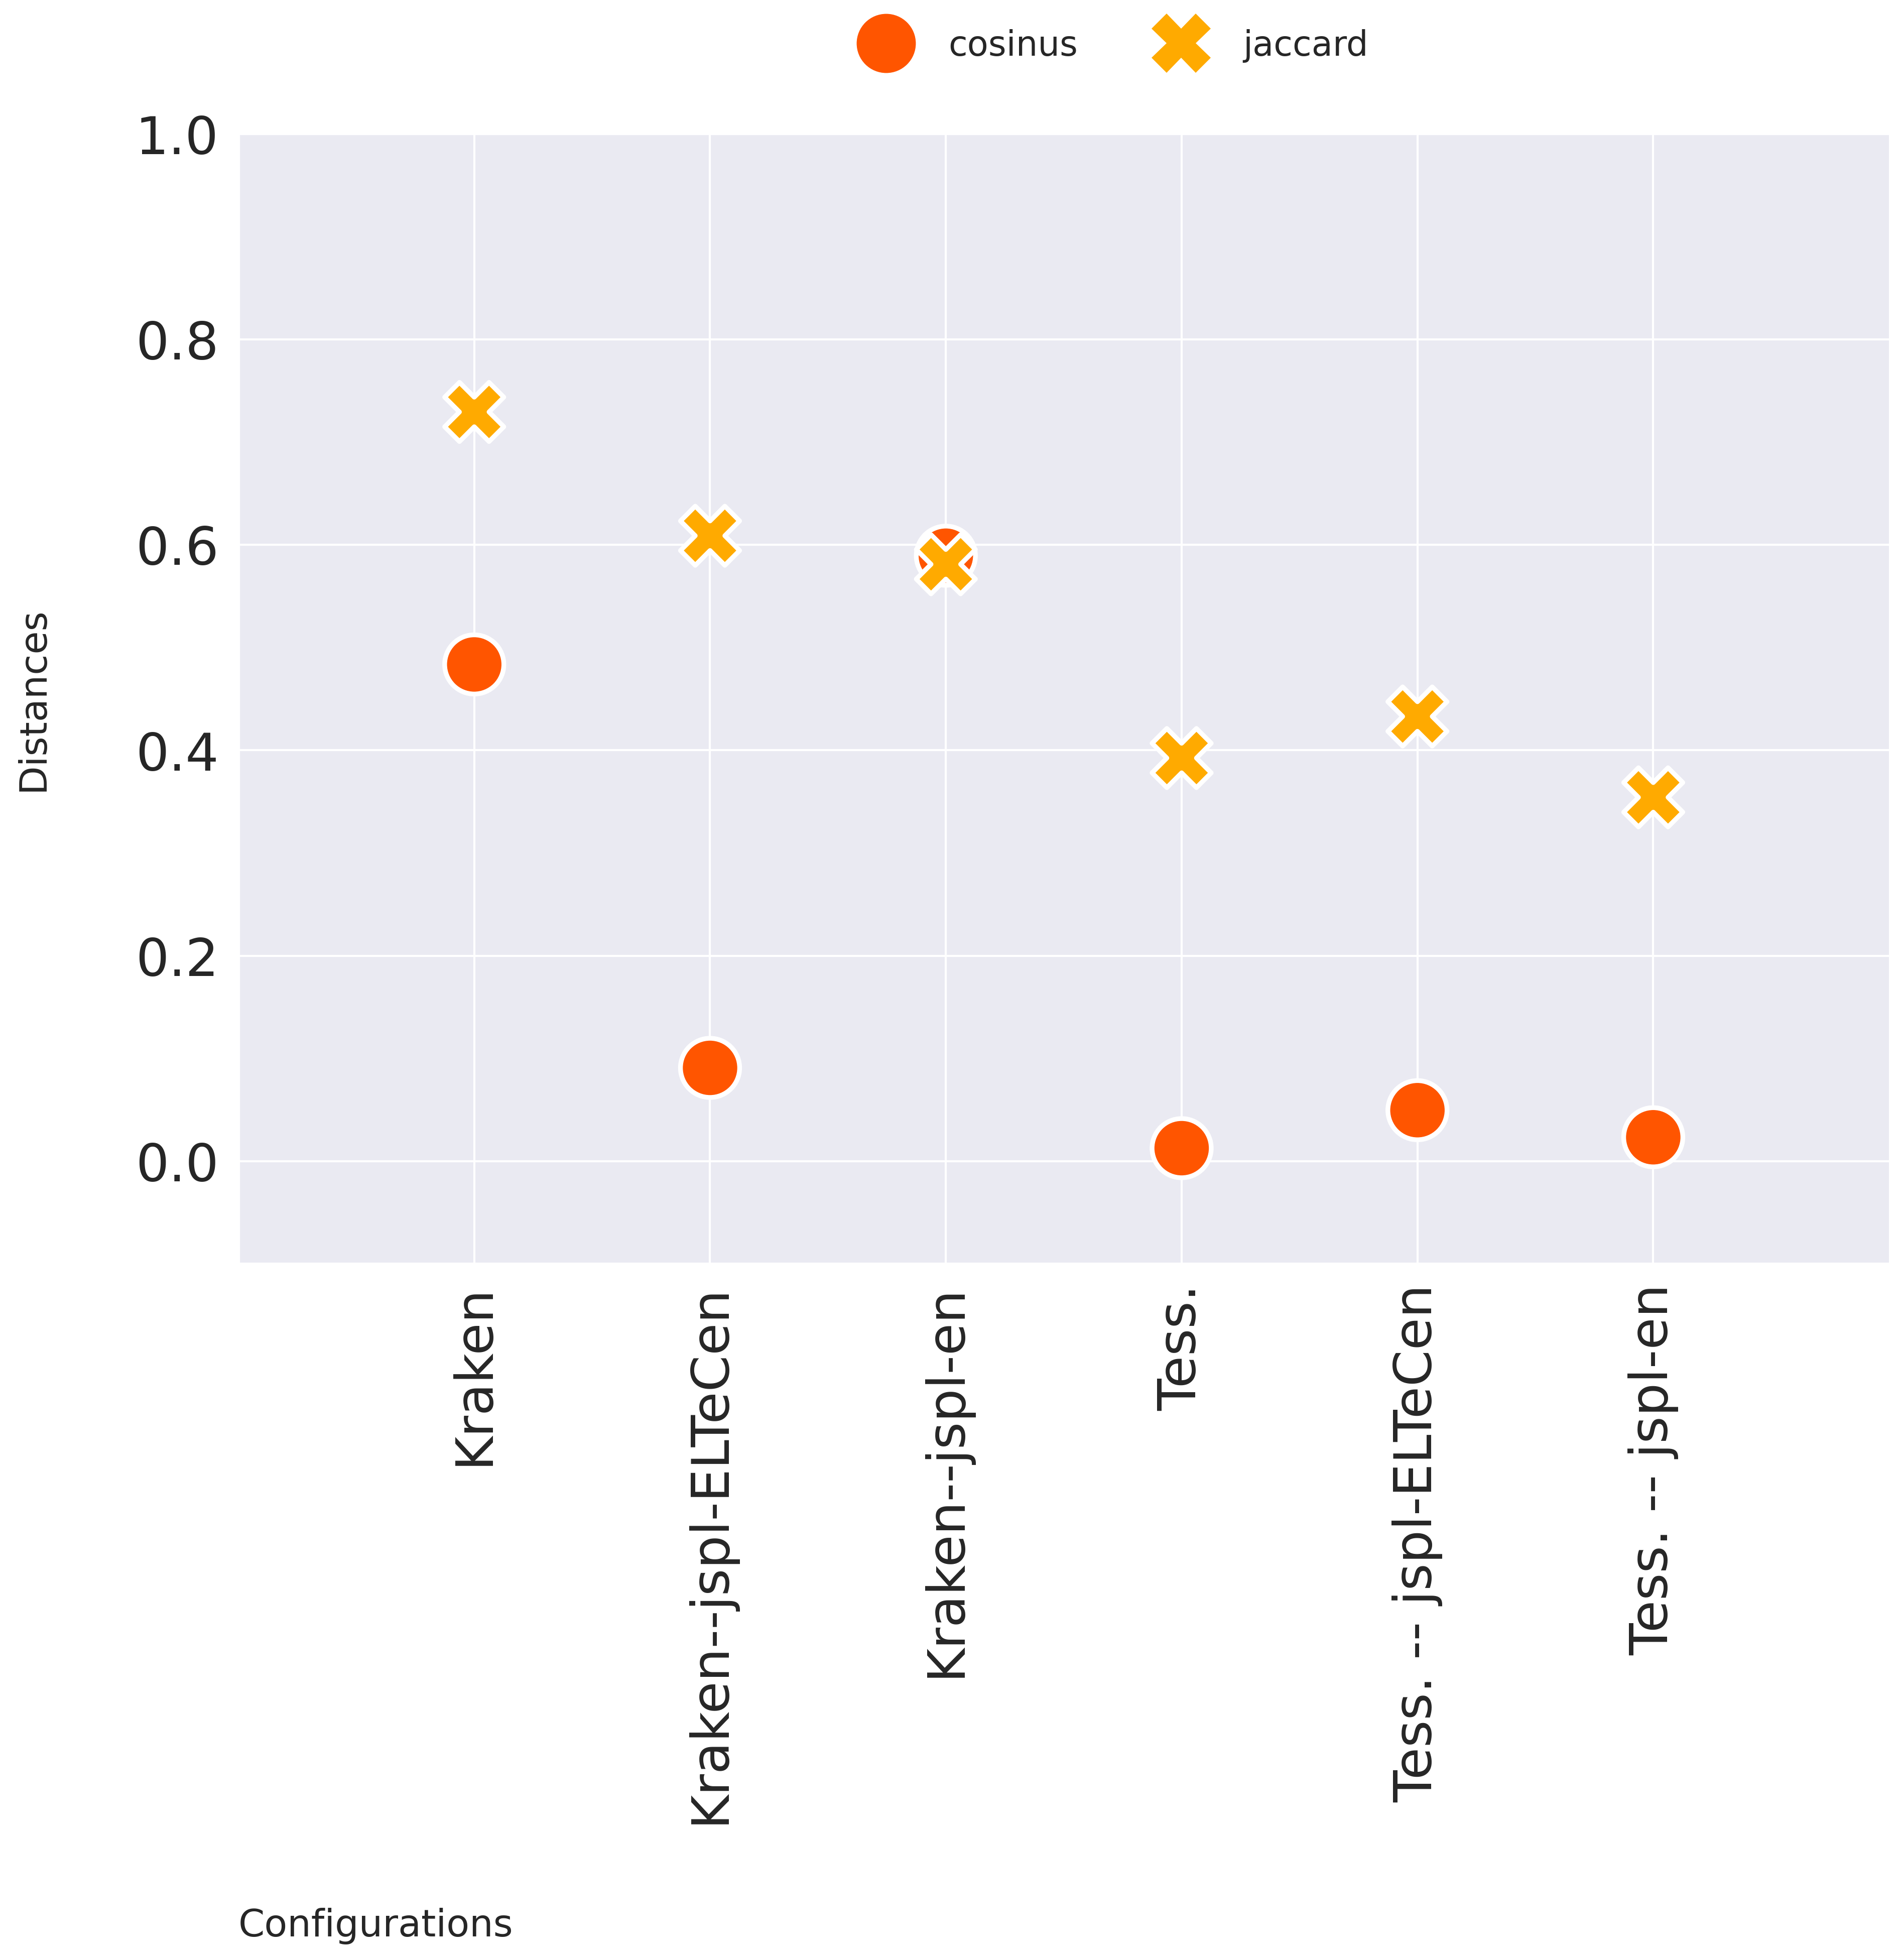 cosinus jaccard
1.0
0.8
0.6
0.4
0.2
0.0
Distances
Kraken
Kraken--jspl-ELTeCen
Kraken--jspl-en
Tess.
Tess. -- jspl-ELTeCen
Tess. -- jspl-en
Configurations